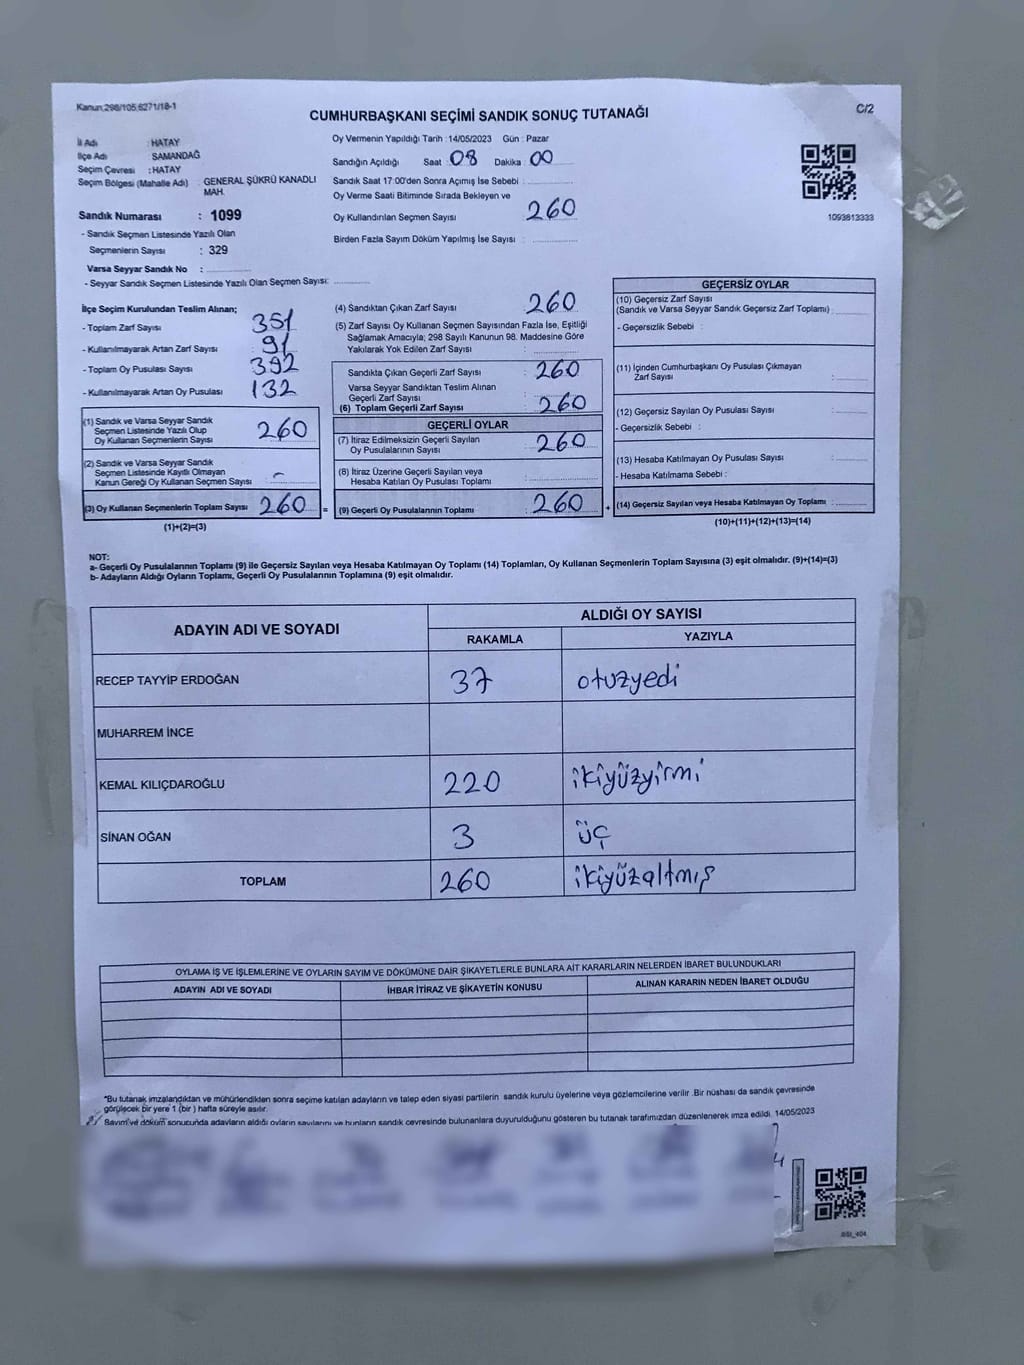 Kanun:298/105,6271/18-1
C/2
CUMHURBAŞKANI SEÇİMİ SANDIK SONUÇ TUTANAĞI
İl Adı : HATAY
İlçe Adı : SAMANDAĞ
Seçim Çevresi : HATAY
Seçim Bölgesi (Mahalle Adı) : GENERAL ŞÜKRÜ KANADLI MAH.
Sandık Numarası : 1099
- Sandık Seçmen Listesinde Yazılı Olan
Seçmenlerin Sayısı : 329
Varsa Seyyar Sandık No :
- Seyyar Sandık Seçmen Listesinde Yazılı Olan Seçmen Sayısı:
Oy Vermenin Yapıldığı Tarih : 14/05/2023 Gün : Pazar
Sandığın Açıldığı Saat : 08 Dakika : 00
Sandık Saat 17:00'den Sonra Açımış İse Sebebi :
Oy Verme Saati Bitiminde Sırada Bekleyen ve
Oy Kullandırılan Seçmen Sayısı : 260
Birden Fazla Sayım Döküm Yapılmış İse Sayısı :
1093813333
İlçe Seçim Kurulundan Teslim Alınan;
- Toplam Zarf Sayısı : 351
- Kullanılmayarak Artan Zarf Sayısı : 91
- Toplam Oy Pusulası Sayısı : 392
- Kullanılmayarak Artan Oy Pusulası : 132
(1) Sandık ve Varsa Seyyar Sandık
Seçmen Listesinde Yazılı Olup
Oy Kullanan Seçmenlerin Sayısı : 260
(2) Sandık ve Varsa Seyyar Sandık
Seçmen Listesinde Kayıtlı Olmayan
Kanun Gereği Oy Kullanan Seçmen Sayısı : -
(3) Oy Kullanan Seçmenlerin Toplam Sayısı : 260 =
(1)+(2)=(3)
(4) Sandıktan Çıkan Zarf Sayısı : 260
(5) Zarf Sayısı Oy Kullanan Seçmen Sayısından Fazla İse, Eşitliği
Sağlamak Amacıyla; 298 Sayılı Kanunun 98. Maddesine Göre
Yakılarak Yok Edilen Zarf Sayısı :
Sandıkta Çıkan Geçerli Zarf Sayısı : 260
Varsa Seyyar Sandıktan Teslim Alınan
Geçerli Zarf Sayısı :
(6) Toplam Geçerli Zarf Sayısı : 260
GEÇERLİ OYLAR
(7) İtiraz Edilmeksizin Geçerli Sayılan
Oy Pusulalarının Sayısı : 260
(8) İtiraz Üzerine Geçerli Sayılan veya
Hesaba Katılan Oy Pusulası Toplamı :
(9) Geçerli Oy Pusulalarının Toplamı : 260 +
GEÇERSİZ OYLAR
(10) Geçersiz Zarf Sayısı
(Sandık ve Varsa Seyyar Sandık Geçersiz Zarf Toplamı) :
- Geçersizlik Sebebi :
(11) İçinden Cumhurbaşkanı Oy Pusulası Çıkmayan
Zarf Sayısı :
(12) Geçersiz Sayılan Oy Pusulası Sayısı :
- Geçersizlik Sebebi :
(13) Hesaba Katılmayan Oy Pusulası Sayısı :
- Hesaba Katılmama Sebebi :
(14) Geçersiz Sayılan veya Hesaba Katılmayan Oy Toplamı :
(10)+(11)+(12)+(13)=(14)
NOT:
a- Geçerli Oy Pusulalarının Toplamı (9) ile Geçersiz Sayılan veya Hesaba Katılmayan Oy Toplamı (14) Toplamları, Oy Kullanan Seçmenlerin Toplam Sayısına (3) eşit olmalıdır. (9)+(14)=(3)
b- Adayların Aldığı Oyların Toplamı, Geçerli Oy Pusulalarının Toplamına (9) eşit olmalıdır.
ADAYIN ADI VE SOYADI
ALDIĞI OY SAYISI
RAKAMLA YAZIYLA
RECEP TAYYİP ERDOĞAN 37 otuzyedi
MUHARREM İNCE
KEMAL KILIÇDAROĞLU 220 ikiyüzyirmi
SİNAN OĞAN 3 üç
TOPLAM 260 ikiyüzaltmış
OYLAMA İŞ VE İŞLEMLERİNE VE OYLARIN SAYIM VE DÖKÜMÜNE DAİR ŞİKAYETLERLE BUNLARA AİT KARARLARIN NELERDEN İBARET BULUNDUKLARI
ADAYIN ADI VE SOYADI İHBAR İTİRAZ VE ŞİKAYETİN KONUSU ALINAN KARARIN NEDEN İBARET OLDUĞU
*Bu tutanak imzalandıktan ve mühürlendikten sonra seçime katılan adayların ve talep eden siyasi partilerin sandık kurulu üyelerine veya gözlemcilerine verilir .Bir nüshası da sandık çevresinde
görülecek bir yere 1 (bir ) hafta süreyle asılır.
Sayım ve döküm sonucunda adayların aldığı oyların sayılarını ve bunların sandık çevresinde bulunanlara duyurulduğunu gösteren bu tutanak tarafımızdan düzenlenerek imza edildi. 14/05/2023